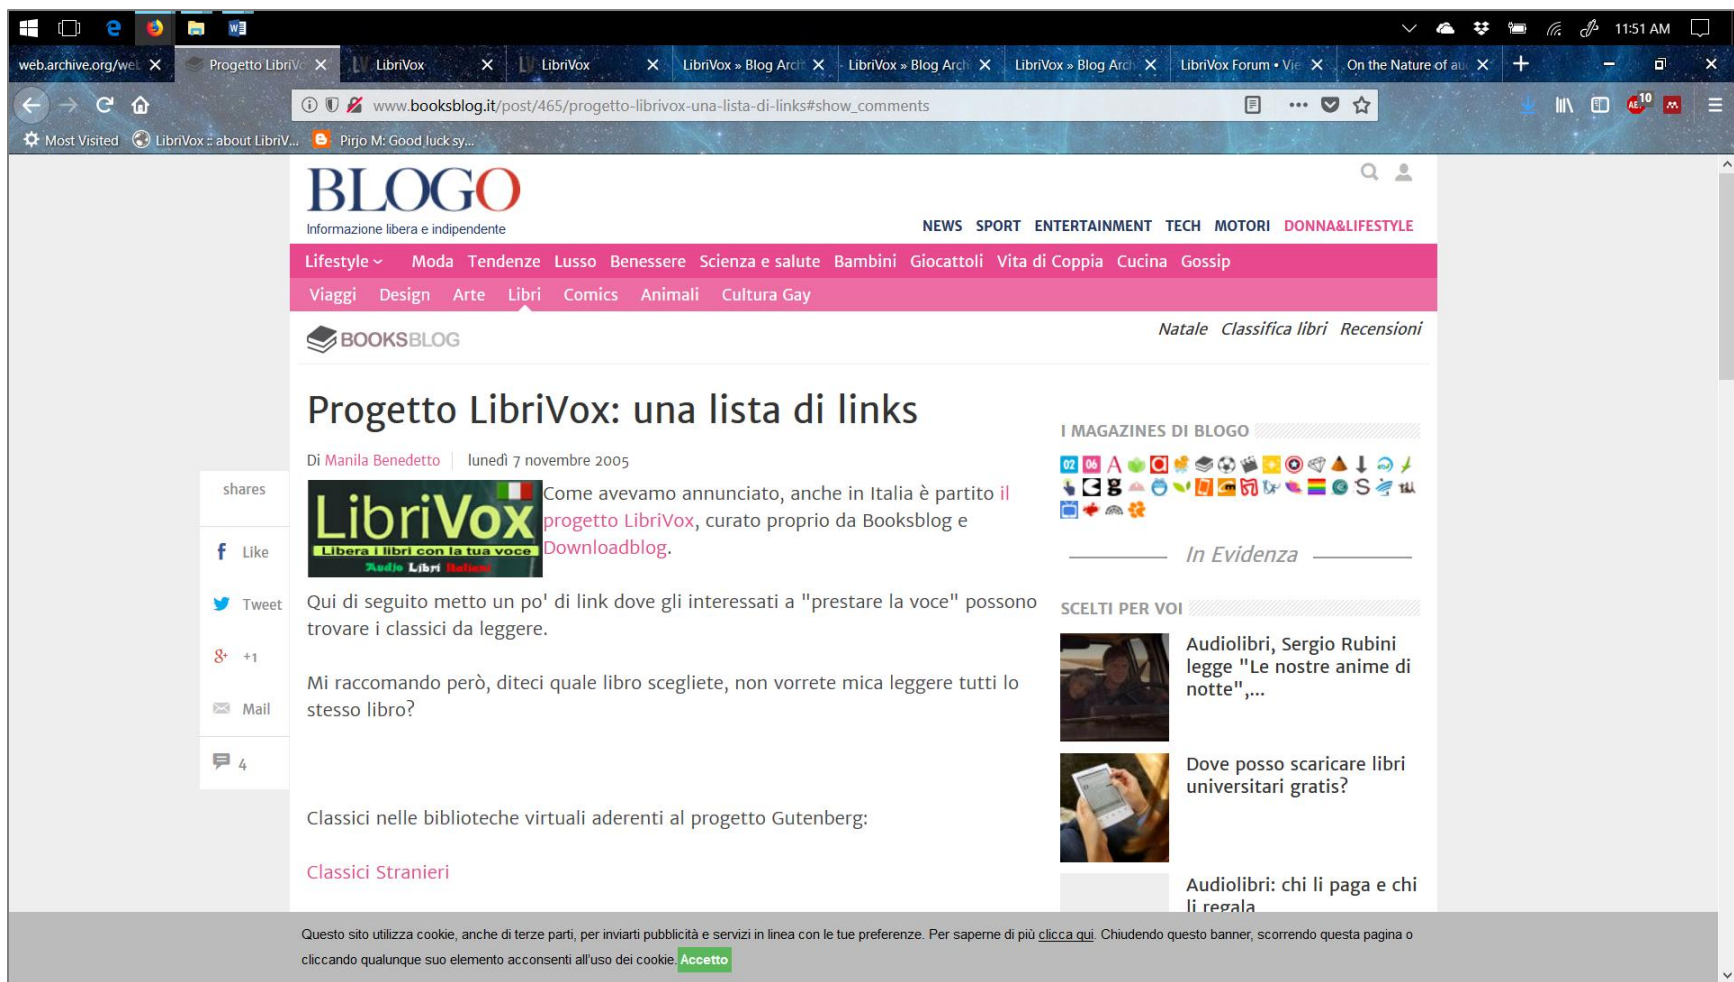 11:51 AM
web.archive.org/wel
Progetto LibriVo
LibriVox
LibriVox
LibriVox » Blog Arch
LibriVox » Blog Arch
LibriVox » Blog Arch
LibriVox Forum • Vie
On the Nature of au
www.booksblog.it/post/465/progetto-librivox-una-lista-di-links#show_comments
10
Most Visited
LibriVox :: about LibriV...
Pirjo M: Good luck sy...
BLOGO
Informazione libera e indipendente
NEWS SPORT ENTERTAINMENT TECH MOTORI DONNA&LIFESTYLE
Lifestyle Moda Tendenze Lusso Benessere Scienza e salute Bambini Giocattoli Vita di Coppia Cucina Gossip
Viaggi Design Arte Libri Comics Animali Cultura Gay
BOOKSBLOG
Natale Classifica libri Recensioni
Progetto LibriVox: una lista di links
Di Manila Benedetto | lunedì 7 novembre 2005
shares
Like
Tweet
+1
Mail
4
LibriVox
Libera i libri con la tua voce
Audio Libri Italiani
Come avevamo annunciato, anche in Italia è partito il
progetto LibriVox, curato proprio da Booksblog e
Downloadblog.
Qui di seguito metto un po' di link dove gli interessati a "prestare la voce" possono
trovare i classici da leggere.
Mi raccomando però, diteci quale libro scegliete, non vorrete mica leggere tutti lo
stesso libro?
Classici nelle biblioteche virtuali aderenti al progetto Gutenberg:
Classici Stranieri
I MAGAZINES DI BLOGO
In Evidenza
SCELTI PER VOI
Audiolibri, Sergio Rubini
legge "Le nostre anime di
notte",...
Dove posso scaricare libri
universitari gratis?
Audiolibri: chi li paga e chi
li regala
Questo sito utilizza cookie, anche di terze parti, per inviarti pubblicità e servizi in linea con le tue preferenze. Per saperne di più clicca qui. Chiudendo questo banner, scorrendo questa pagina o
cliccando qualunque suo elemento acconsenti all'uso dei cookie. Accetto